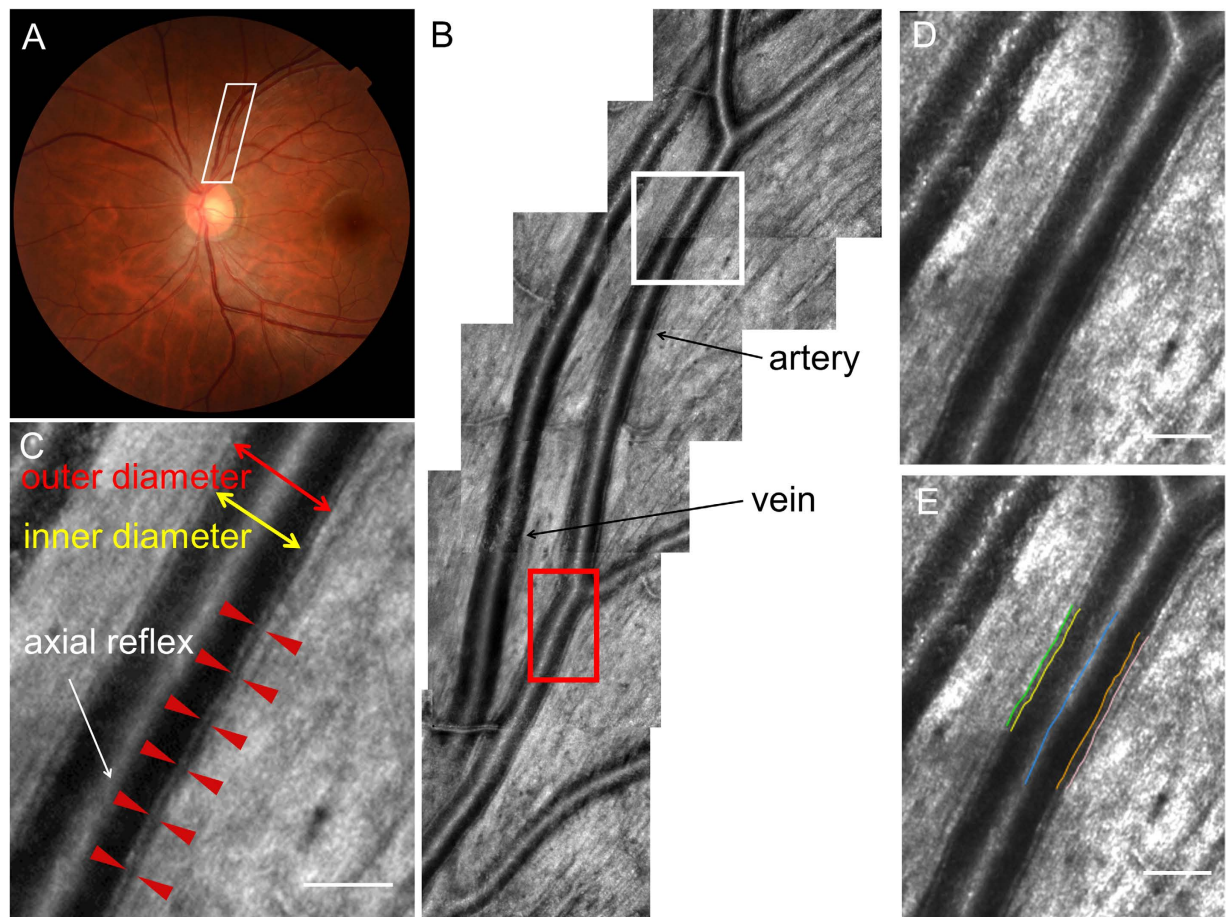 A
B
artery
vein
C
outer diameter
inner diameter
axial reflex
D
E